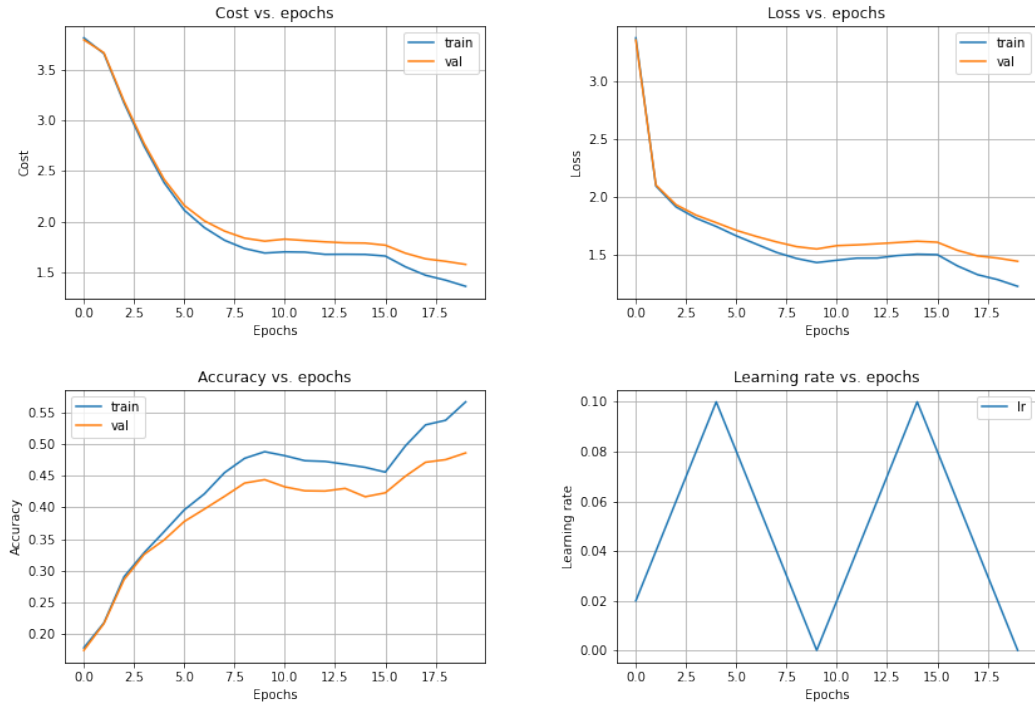 Cost vs. epochs
train
val
3.5
3.0
2.5
2.0
1.5
Cost
0.0 2.5 5.0 7.5 10.0 12.5 15.0 17.5
Epochs
Loss vs. epochs
train
val
3.0
2.5
2.0
1.5
Loss
0.0 2.5 5.0 7.5 10.0 12.5 15.0 17.5
Epochs
Accuracy vs. epochs
train
val
0.55
0.50
0.45
0.40
0.35
0.30
0.25
0.20
Accuracy
0.0 2.5 5.0 7.5 10.0 12.5 15.0 17.5
Epochs
Learning rate vs. epochs
lr
0.10
0.08
0.06
0.04
0.02
0.00
Learning rate
0.0 2.5 5.0 7.5 10.0 12.5 15.0 17.5
Epochs